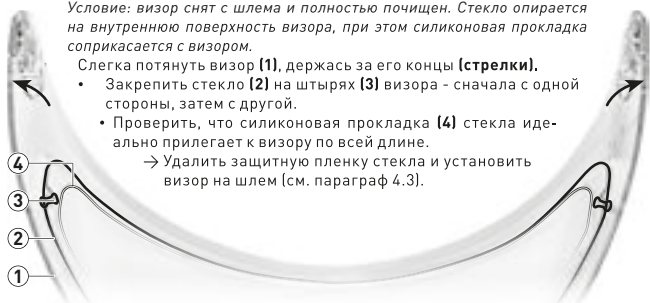 Условие: визор снят с шлема и полностью почищен. Стекло опирается
на внутреннюю поверхность визора, при этом силиконовая прокладка
соприкасается с визором.
Слегка потянуть визор (1), держась за его концы (стрелки).
• Закрепить стекло (2) на штырях (3) визора - сначала с одной
стороны, затем с другой.
• Проверить, что силиконовая прокладка (4) стекла иде-
ально прилегает к визору по всей длине.
→ Удалить защитную пленку стекла и установить
визор на шлем (см. параграф 4.3).
4
3
2
1